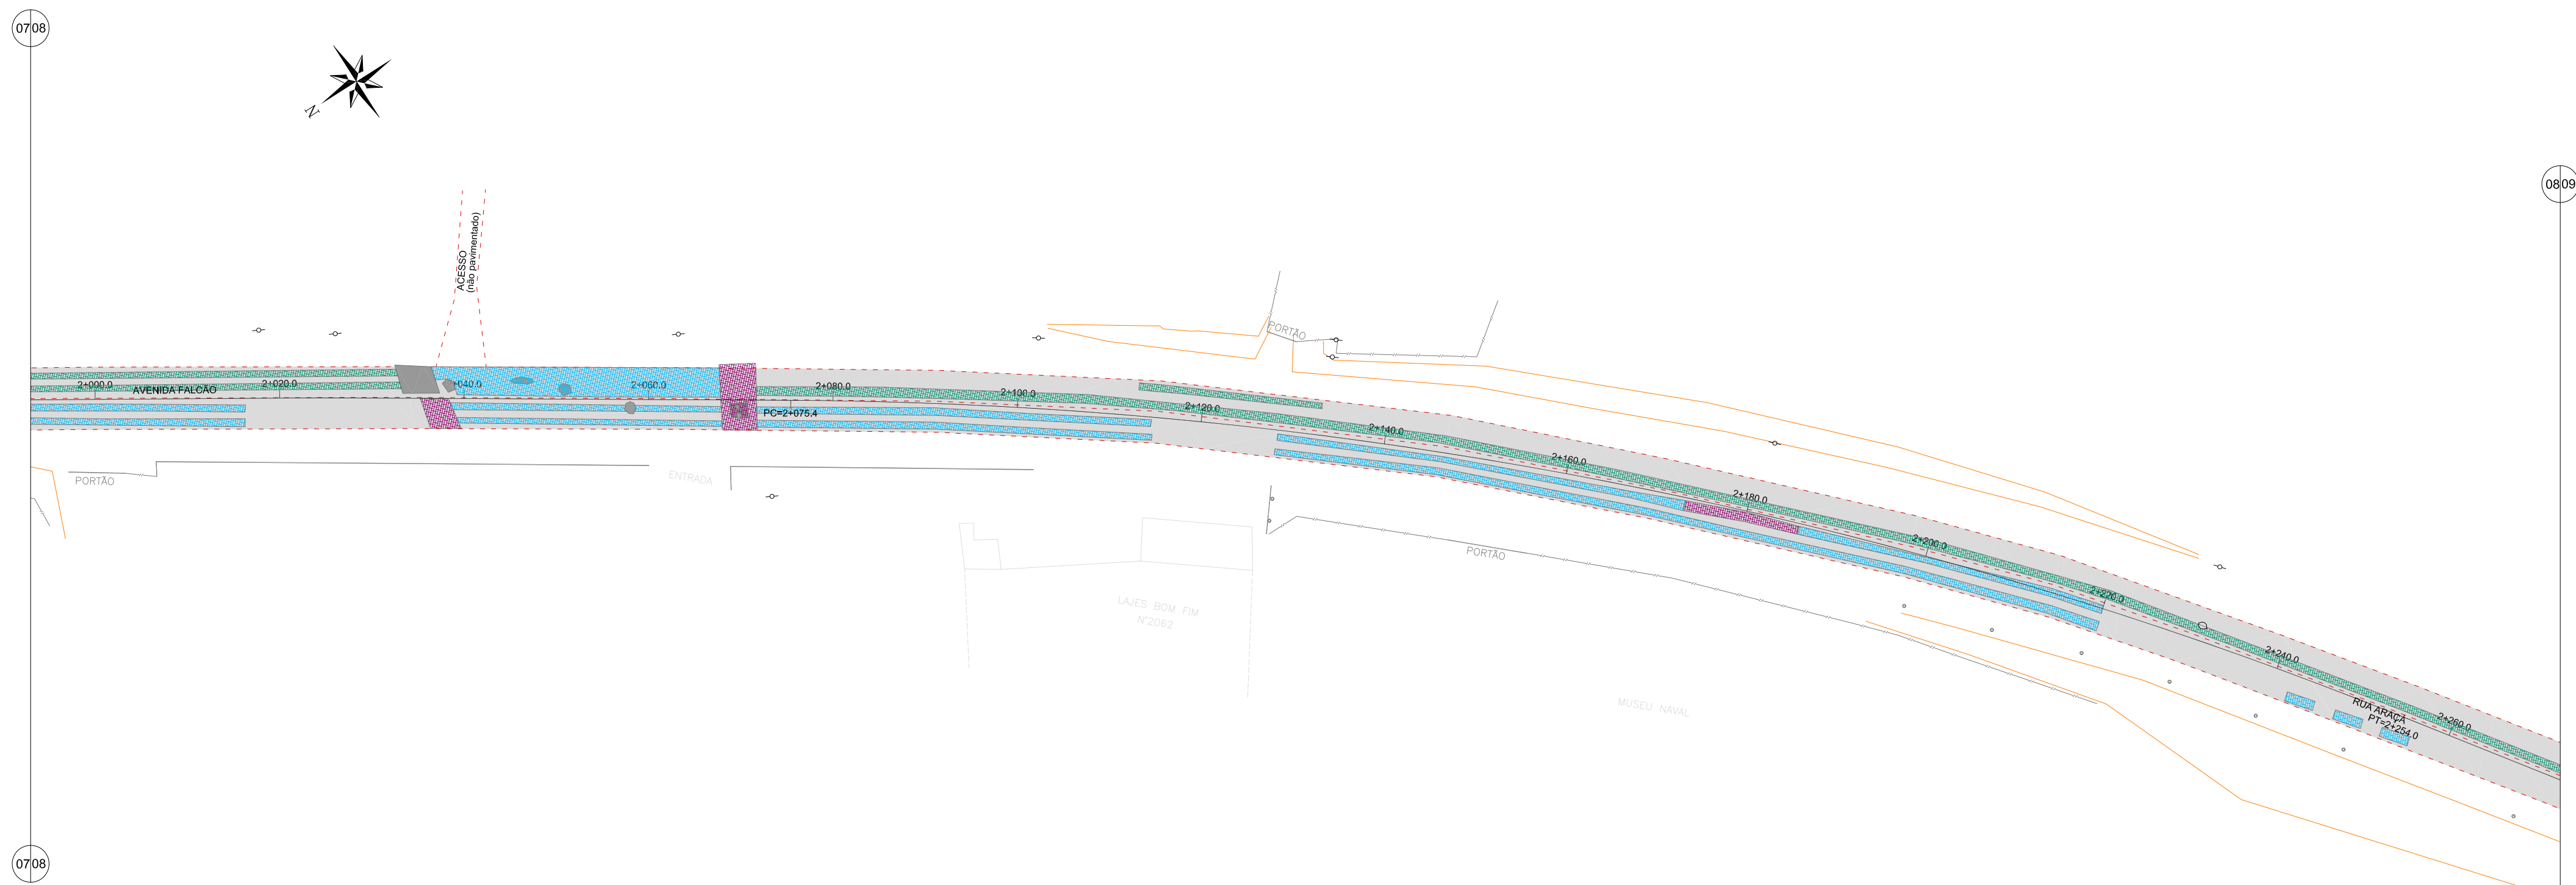 07 08
N
08 09
ACESSO
(não pavimentado)
PORTÃO
2+000.0
AVENIDA FALCÃO
2+020.0
2+040.0
2+060.0
2+080.0
PC=2+075.4
2+100.0
2+120.0
2+140.0
2+160.0
2+180.0
2+200.0
2+220.0
2+240.0
2+260.0
RUA ARAÇÁ
PT=2+254.0
PORTÃO
ENTRADA
PORTÃO
LAJES BOM FIM
N°2062
MUSEU NAVAL
07 08